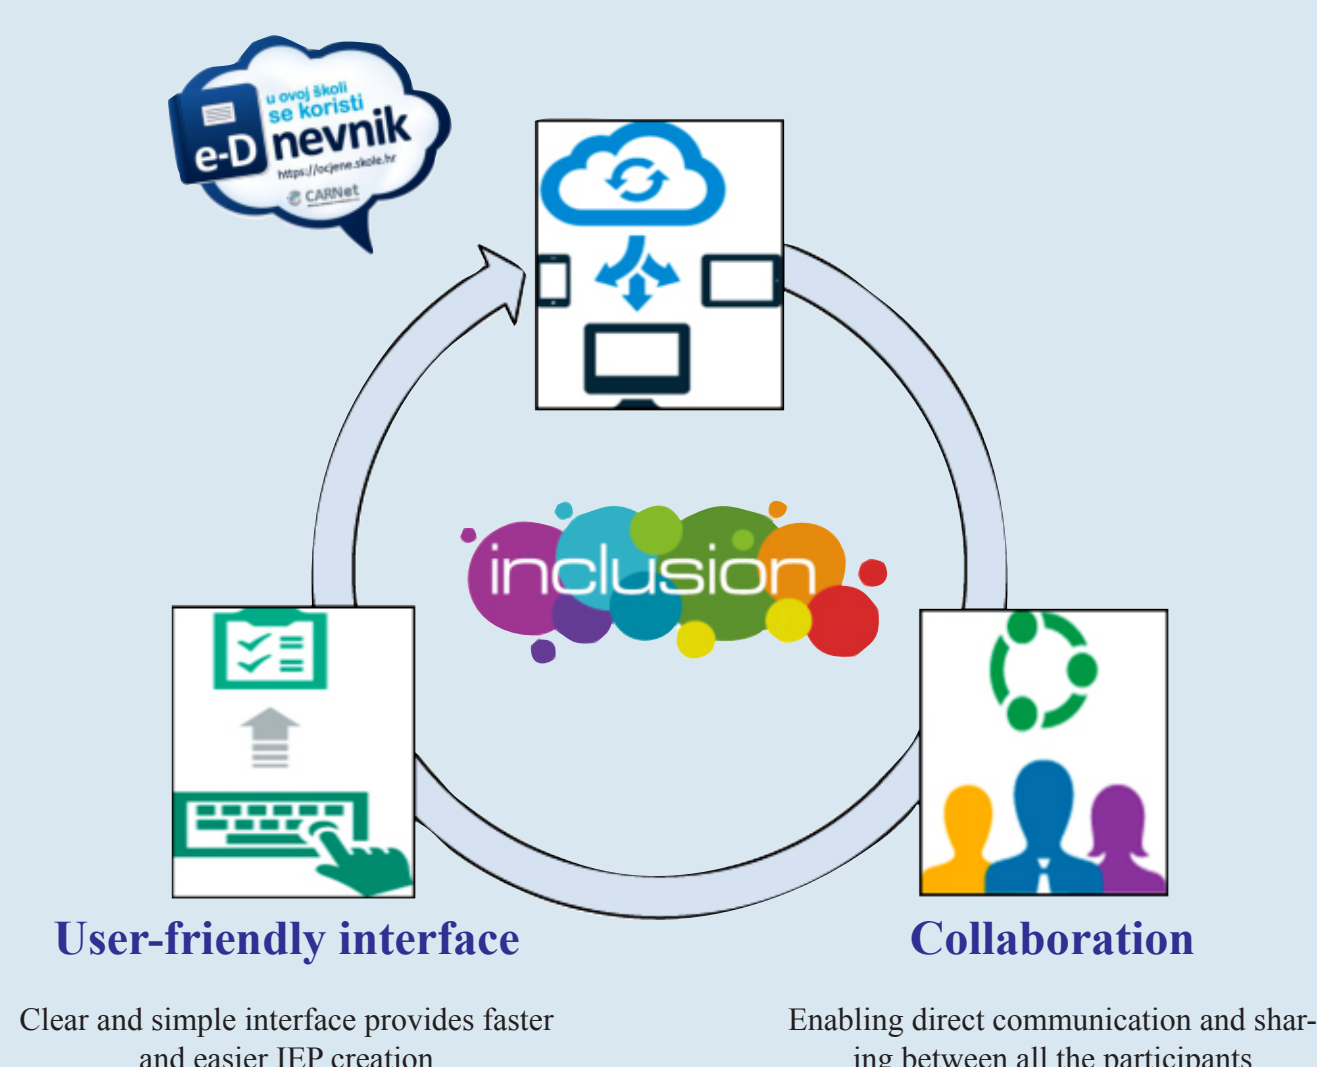 u ovoj školi
se koristi
e-Dnevnik
https://ocjene.skole.hr
CARNet
inclusion
User-friendly interface
Clear and simple interface provides faster
and easier IEP creation
Collaboration
Enabling direct communication and shar-
ing between all the participants